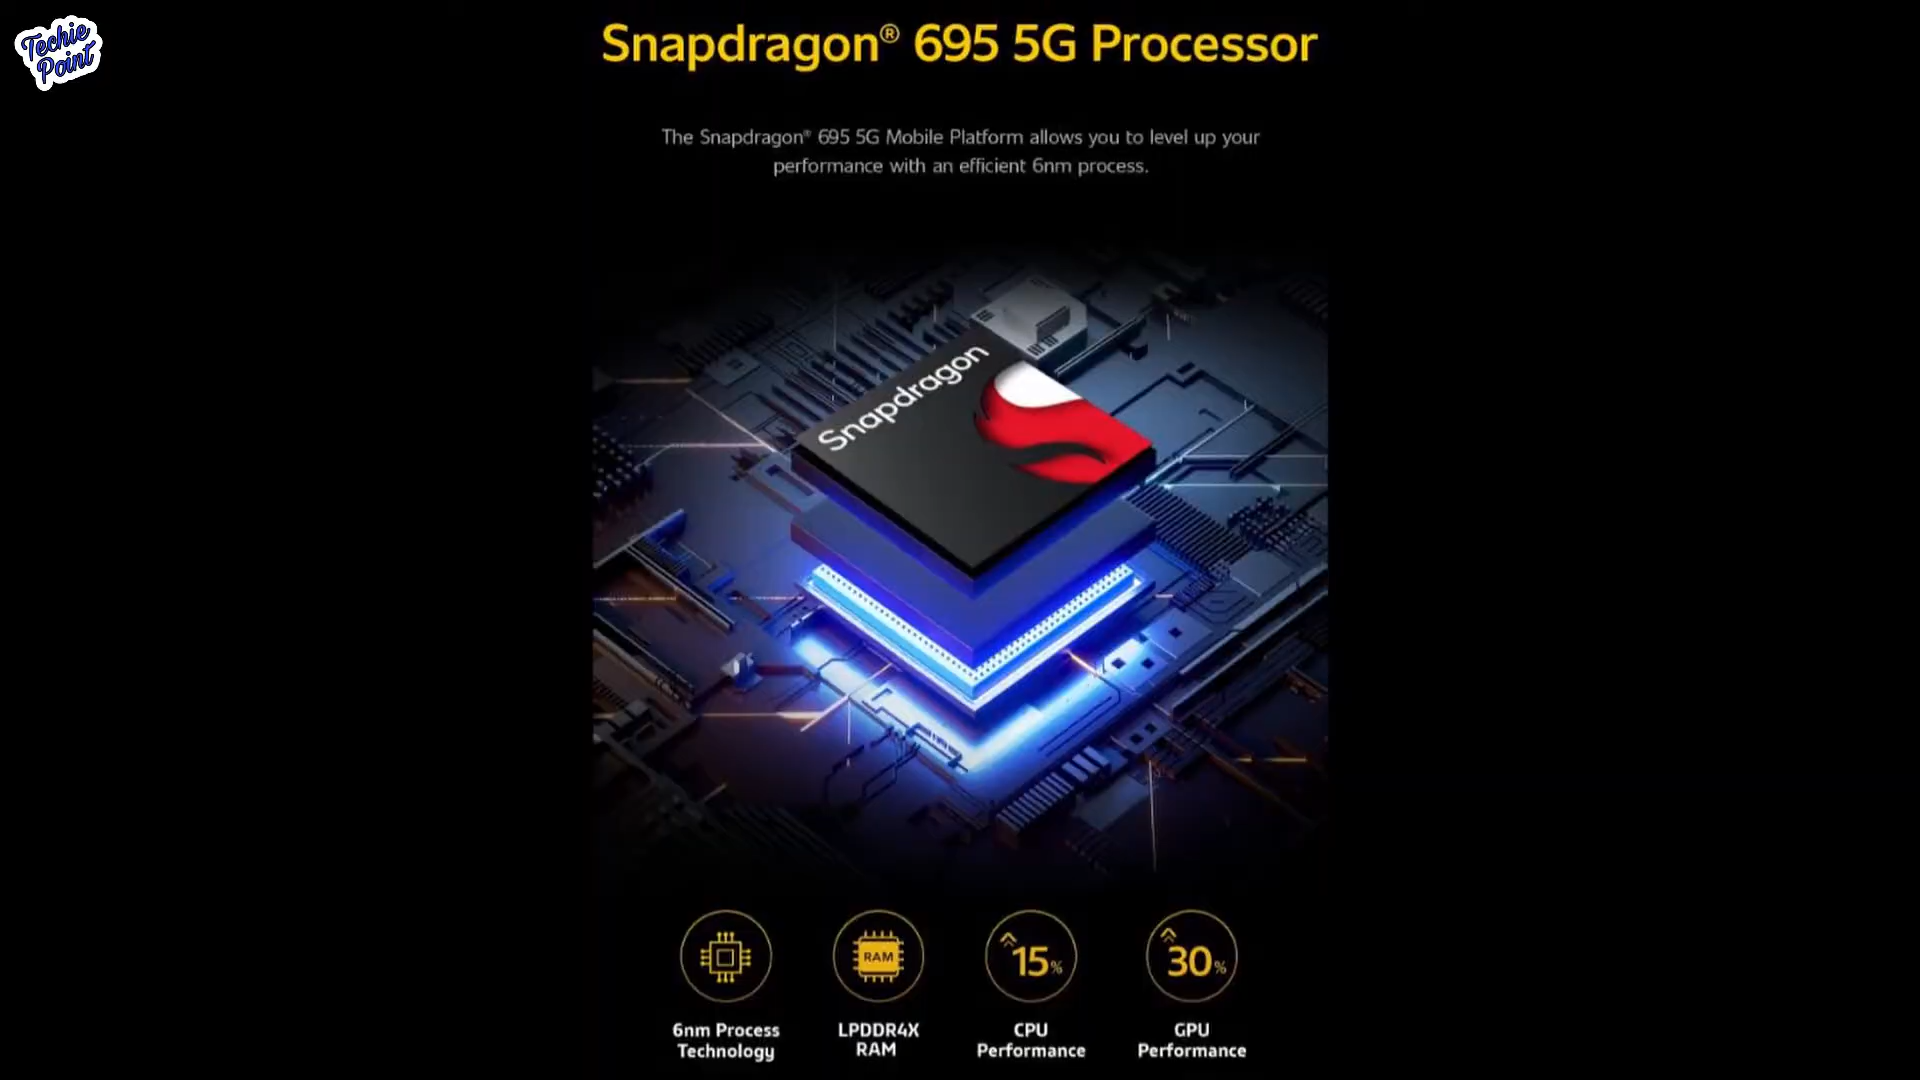 Techie
Point
Snapdragon® 695 5G Processor
The Snapdragon® 695 5G Mobile Platform allows you to level up your
performance with an efficient 6nm process.
Snapdragon
RAM
15%
30%
6nm Process
Technology
LPDDR4X
RAM
CPU
Performance
GPU
Performance